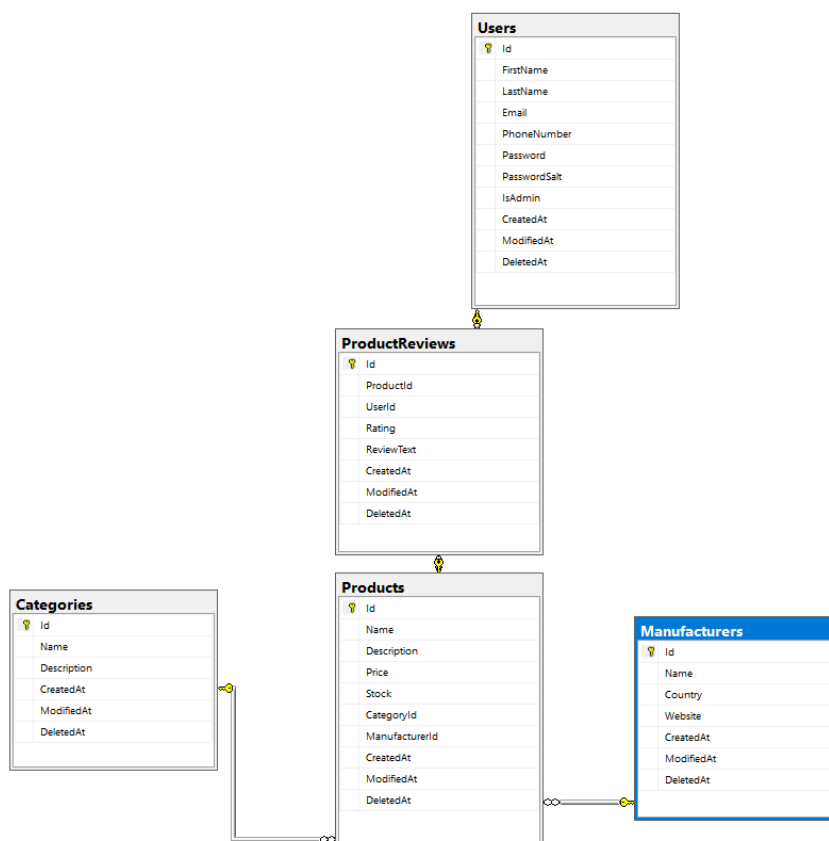 Users
Id
FirstName
LastName
Email
PhoneNumber
Password
PasswordSalt
IsAdmin
CreatedAt
ModifiedAt
DeletedAt
ProductReviews
Id
ProductId
UserId
Rating
ReviewText
CreatedAt
ModifiedAt
DeletedAt
Categories
Id
Name
Description
CreatedAt
ModifiedAt
DeletedAt
Products
Id
Name
Description
Price
Stock
CategoryId
ManufacturerId
CreatedAt
ModifiedAt
DeletedAt
Manufacturers
Id
Name
Country
Website
CreatedAt
ModifiedAt
DeletedAt